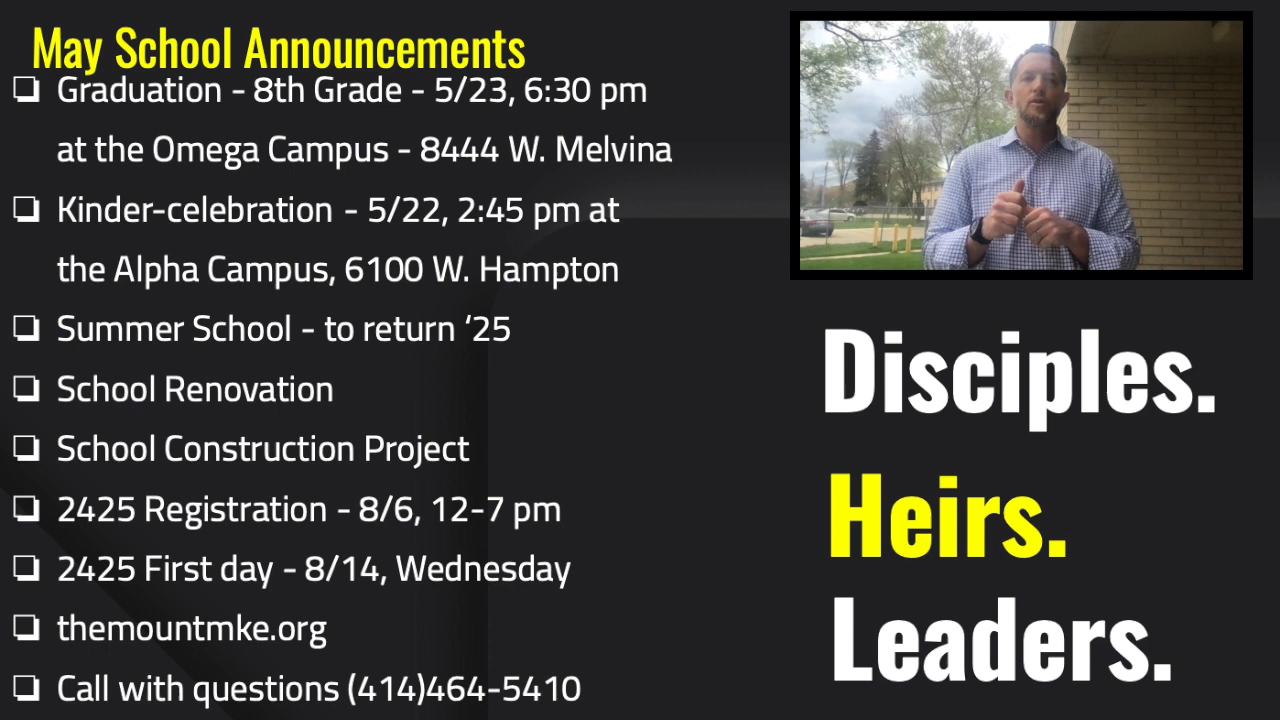 May School Announcements
❏ Graduation - 8th Grade - 5/23, 6:30 pm
at the Omega Campus - 8444 W. Melvina
❏ Kinder-celebration - 5/22, 2:45 pm at
the Alpha Campus, 6100 W. Hampton
❏ Summer School - to return ‘25
❏ School Renovation
❏ School Construction Project
❏ 2425 Registration - 8/6, 12-7 pm
❏ 2425 First day - 8/14, Wednesday
❏ themountmke.org
❏ Call with questions (414)464-5410
Disciples.
Heirs.
Leaders.